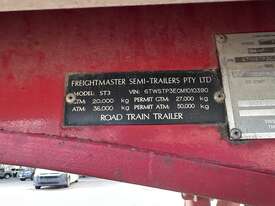 FREIGHTMASTER SEMI-TRAILERS PTY LTD
MODEL: ST3 VIN: 6TWSTP3E0M1010390
GTM: 20,000 kg PERMIT GTM: 27,000 kg
ATM: 36,000 kg PERMIT ATM: 50,000 kg
ROAD TRAIN TRAILER